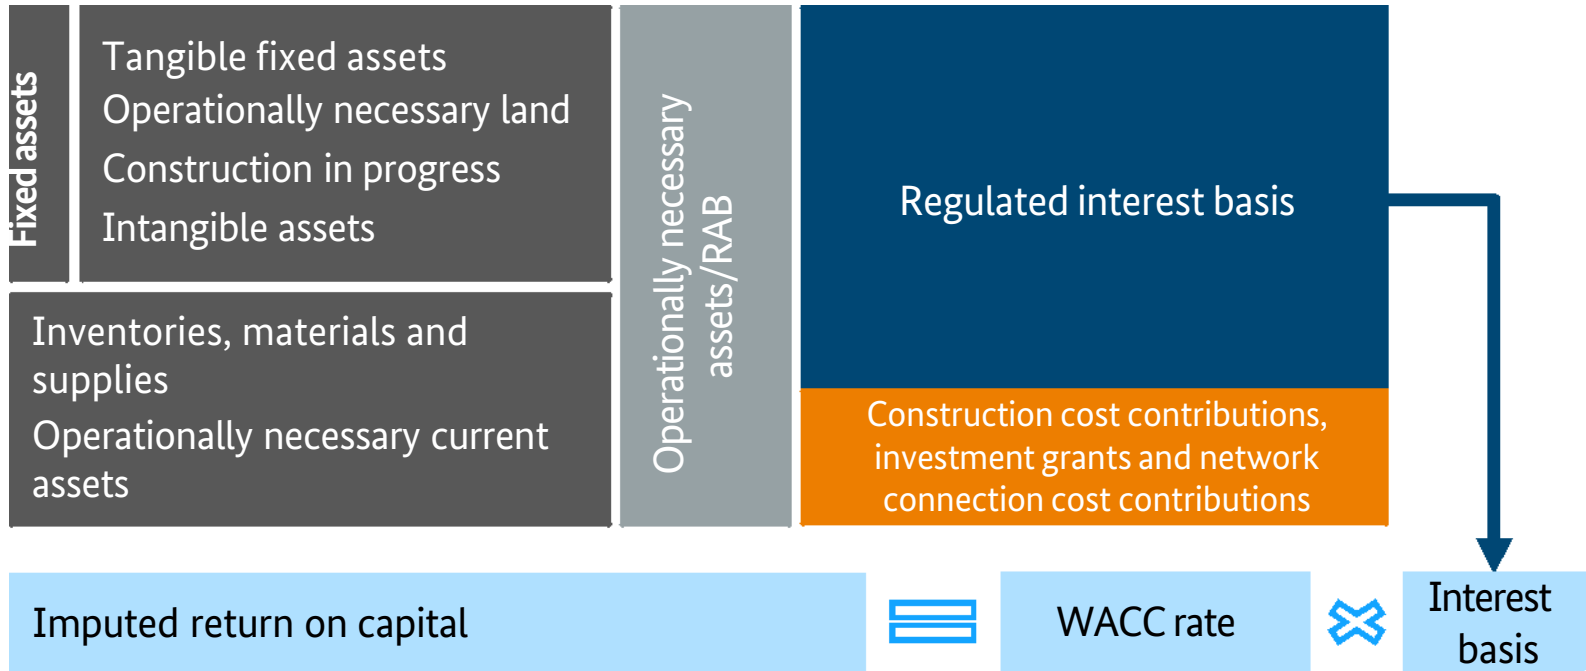 Fixed assets
Tangible fixed assets
Operationally necessary land
Construction in progress
Intangible assets
Inventories, materials and
supplies
Operationally necessary current
assets
Operationally necessary
assets/RAB
Regulated interest basis
Construction cost contributions,
investment grants and network
connection cost contributions
Imputed return on capital
WACC rate
Interest
basis